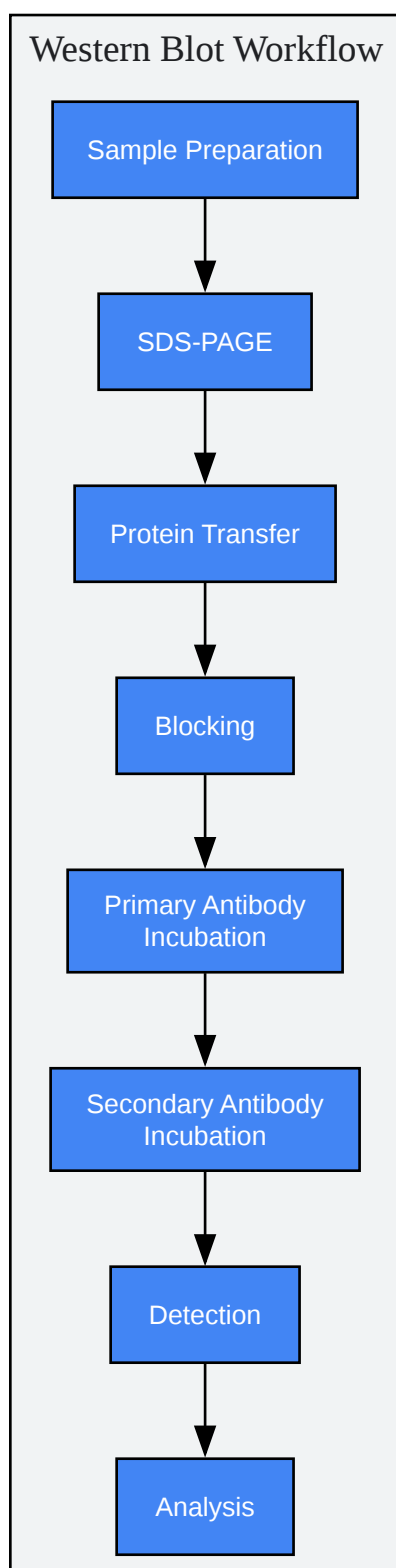 Western Blot Workflow
Sample Preparation
SDS-PAGE
Protein Transfer
Blocking
Primary Antibody
Incubation
Secondary Antibody
Incubation
Detection
Analysis